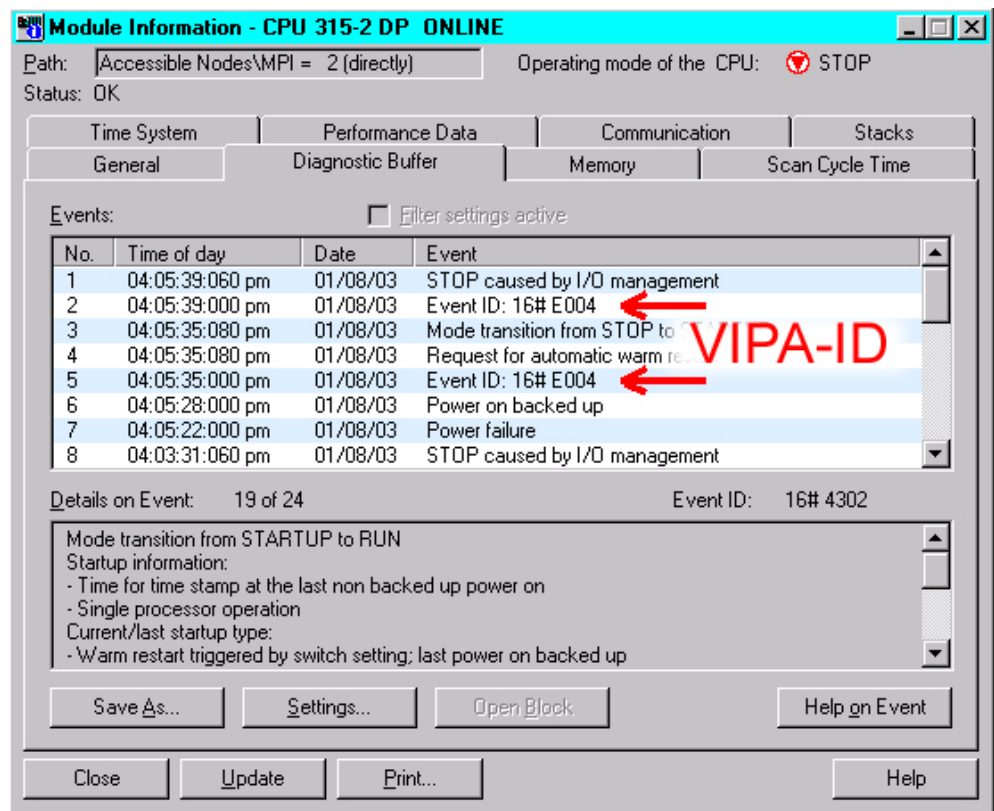 Module Information - CPU 315-2 DP ONLINE
Path: Accessible Nodes\MPI = 2 (directly) Operating mode of the CPU: STOP
Status: OK
Time System Performance Data Communication Stacks
General Diagnostic Buffer Memory Scan Cycle Time
Events: Filter settings active
No. Time of day Date Event
1 04:05:39:060 pm 01/08/03 STOP caused by I/O management
2 04:05:39:000 pm 01/08/03 Event ID: 16# E004
3 04:05:35:080 pm 01/08/03 Mode transition from STOP to
VIPA-ID
4 04:05:35:080 pm 01/08/03 Request for automatic warm
5 04:05:35:000 pm 01/08/03 Event ID: 16# E004
6 04:05:28:000 pm 01/08/03 Power on backed up
7 04:05:22:000 pm 01/08/03 Power failure
8 04:03:31:060 pm 01/08/03 STOP caused by I/O management
Details on Event: 19 of 24 Event ID: 16# 4302
Mode transition from STARTUP to RUN
Startup information:
- Time for time stamp at the last non backed up power on
- Single processor operation
Current/last startup type:
- Warm restart triggered by switch setting; last power on backed up
Save As... Settings... Open Block Help on Event
Close Update Print... Help